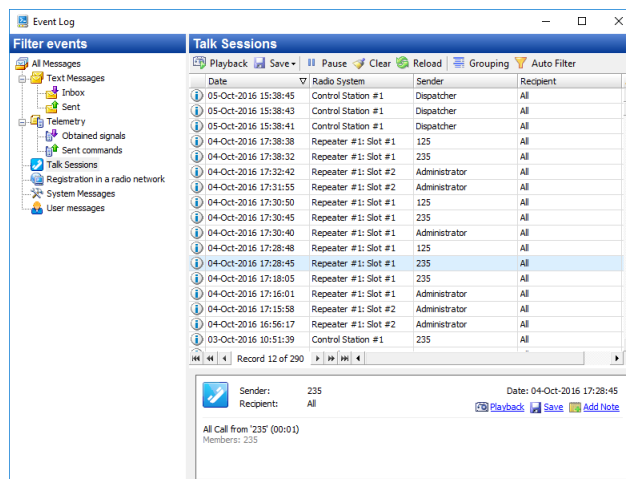 Event Log
Filter events
All Messages
Text Messages
Inbox
Sent
Telemetry
Obtained signals
Sent commands
Talk Sessions
Registration in a radio network
System Messages
User messages
Talk Sessions
Playback Save Pause Clear Reload Grouping Auto Filter
Date Radio System Sender Recipient
05-Oct-2016 15:38:45 Control Station #1 Dispatcher All
05-Oct-2016 15:38:43 Control Station #1 Dispatcher All
05-Oct-2016 15:38:41 Control Station #1 Dispatcher All
04-Oct-2016 17:38:38 Repeater #1: Slot #1 125 All
04-Oct-2016 17:38:32 Repeater #1: Slot #1 235 All
04-Oct-2016 17:32:42 Repeater #1: Slot #2 Administrator All
04-Oct-2016 17:31:55 Repeater #1: Slot #2 Administrator All
04-Oct-2016 17:30:50 Repeater #1: Slot #1 125 All
04-Oct-2016 17:30:45 Repeater #1: Slot #1 235 All
04-Oct-2016 17:30:40 Repeater #1: Slot #1 Administrator All
04-Oct-2016 17:28:48 Repeater #1: Slot #1 125 All
04-Oct-2016 17:28:45 Repeater #1: Slot #1 235 All
04-Oct-2016 17:18:05 Repeater #1: Slot #1 235 All
04-Oct-2016 17:16:01 Repeater #1: Slot #1 Administrator All
04-Oct-2016 17:15:58 Repeater #1: Slot #2 Administrator All
04-Oct-2016 16:56:17 Repeater #1: Slot #2 Administrator All
03-Oct-2016 10:51:39 Control Station #1 235 All
Record 12 of 290
Sender: 235 Date: 04-Oct-2016 17:28:45
Recipient: All Playback Save Add Note
All Call from '235' (00:01)
Members: 235